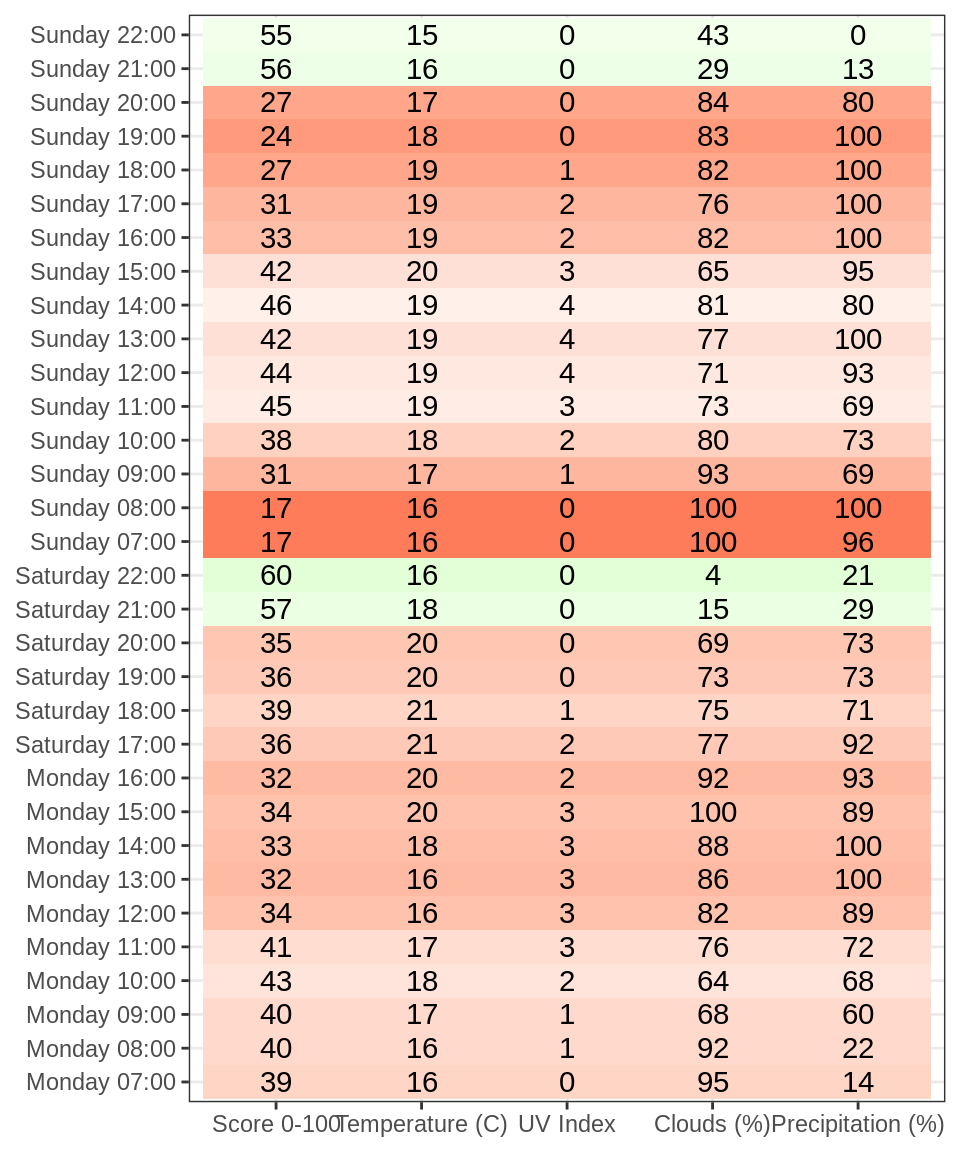 Sunday 22:00 55 15 0 43 0
Sunday 21:00 56 16 0 29 13
Sunday 20:00 27 17 0 84 80
Sunday 19:00 24 18 0 83 100
Sunday 18:00 27 19 1 82 100
Sunday 17:00 31 19 2 76 100
Sunday 16:00 33 19 2 82 100
Sunday 15:00 42 20 3 65 95
Sunday 14:00 46 19 4 81 80
Sunday 13:00 42 19 4 77 100
Sunday 12:00 44 19 4 71 93
Sunday 11:00 45 19 3 73 69
Sunday 10:00 38 18 2 80 73
Sunday 09:00 31 17 1 93 69
Sunday 08:00 17 16 0 100 100
Sunday 07:00 17 16 0 100 96
Saturday 22:00 60 16 0 4 21
Saturday 21:00 57 18 0 15 29
Saturday 20:00 35 20 0 69 73
Saturday 19:00 36 20 0 73 73
Saturday 18:00 39 21 1 75 71
Saturday 17:00 36 21 2 77 92
Monday 16:00 32 20 2 92 93
Monday 15:00 34 20 3 100 89
Monday 14:00 33 18 3 88 100
Monday 13:00 32 16 3 86 100
Monday 12:00 34 16 3 82 89
Monday 11:00 41 17 3 76 72
Monday 10:00 43 18 2 64 68
Monday 09:00 40 17 1 68 60
Monday 08:00 40 16 1 92 22
Monday 07:00 39 16 0 95 14
Score 0-100 Temperature (C) UV Index Clouds (%) Precipitation (%)